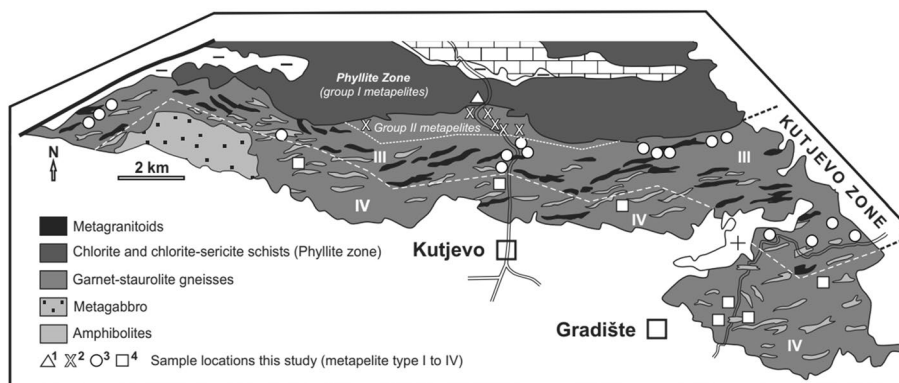 Phyllite Zone
(group I metapelites)
Group II metapelites
III
III
IV
IV
IV
KUTJEVO ZONE
N
2 km
Kutjevo
Gradište
Metagranitoids
Chlorite and chlorite-sericite schists (Phyllite zone)
Garnet-staurolite gneisses
Metagabbro
Amphibolites
1 X 2 3 4 Sample locations this study (metapelite type I to IV)
X
X
X
X
X
X